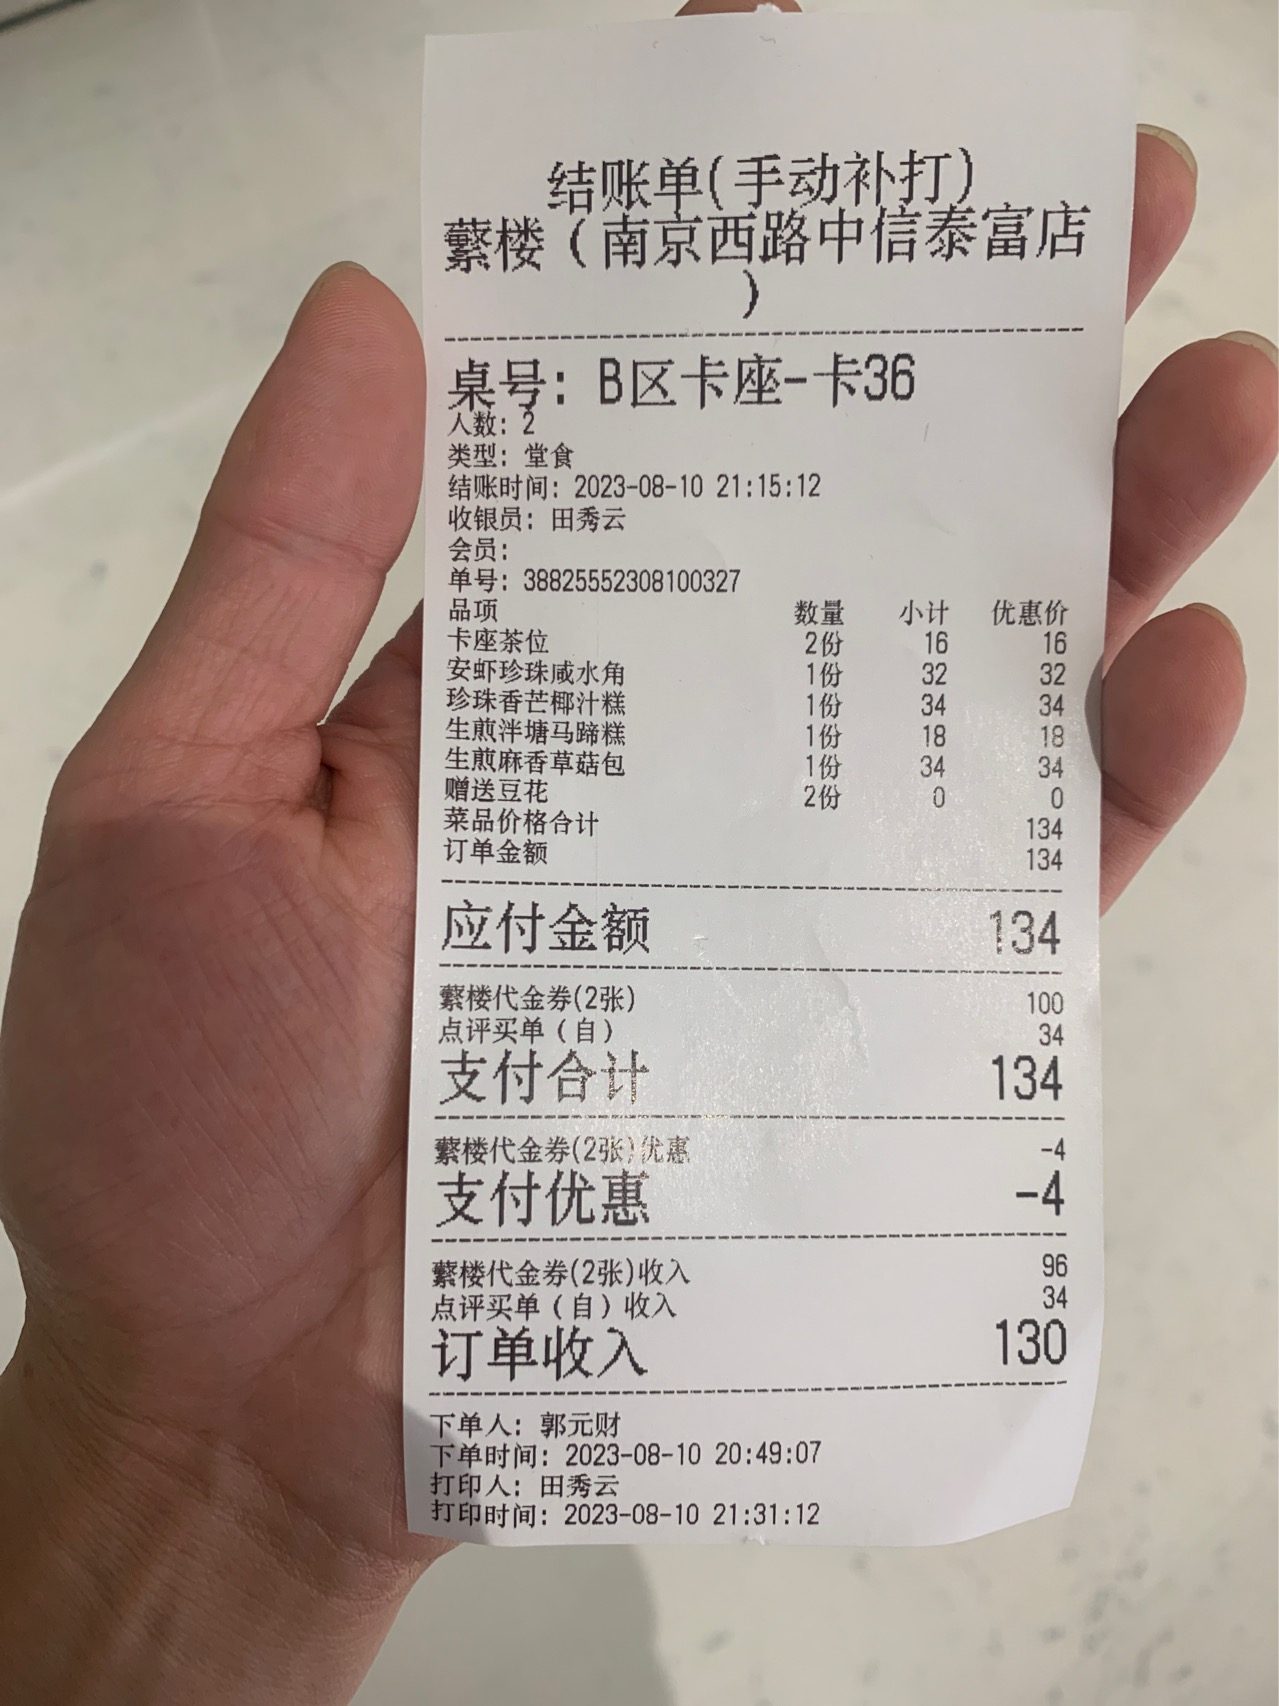 结账单(手动补打)
蘩楼（南京西路中信泰富店
）
桌号：B区卡座-卡36
人数：2
类型：堂食
结账时间：2023-08-10 21:15:12
收银员：田秀云
会员：
单号：38825552308100327
品项 数量 小计 优惠价
卡座茶位 2份 16 16
安虾珍珠咸水角 1份 32 32
珍珠香芒椰汁糕 1份 34 34
生煎泮塘马蹄糕 1份 18 18
生煎麻香草菇包 1份 34 34
赠送豆花 2份 0 0
菜品价格合计 134
订单金额 134
应付金额 134
蘩楼代金券(2张) 100
点评买单（自） 34
支付合计 134
蘩楼代金券(2张)优惠 -4
支付优惠 -4
蘩楼代金券(2张)收入 96
点评买单（自）收入 34
订单收入 130
下单人：郭元财
下单时间：2023-08-10 20:49:07
打印人：田秀云
打印时间：2023-08-10 21:31:12